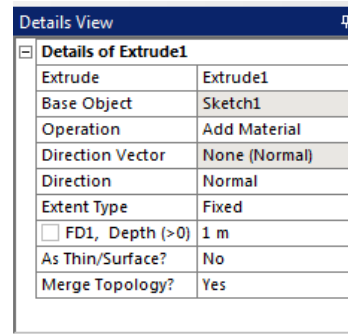 Details View
Details of Extrude1
Extrude Extrude1
Base Object Sketch1
Operation Add Material
Direction Vector None (Normal)
Direction Normal
Extent Type Fixed
FD1, Depth (>0) 1 m
As Thin/Surface? No
Merge Topology? Yes